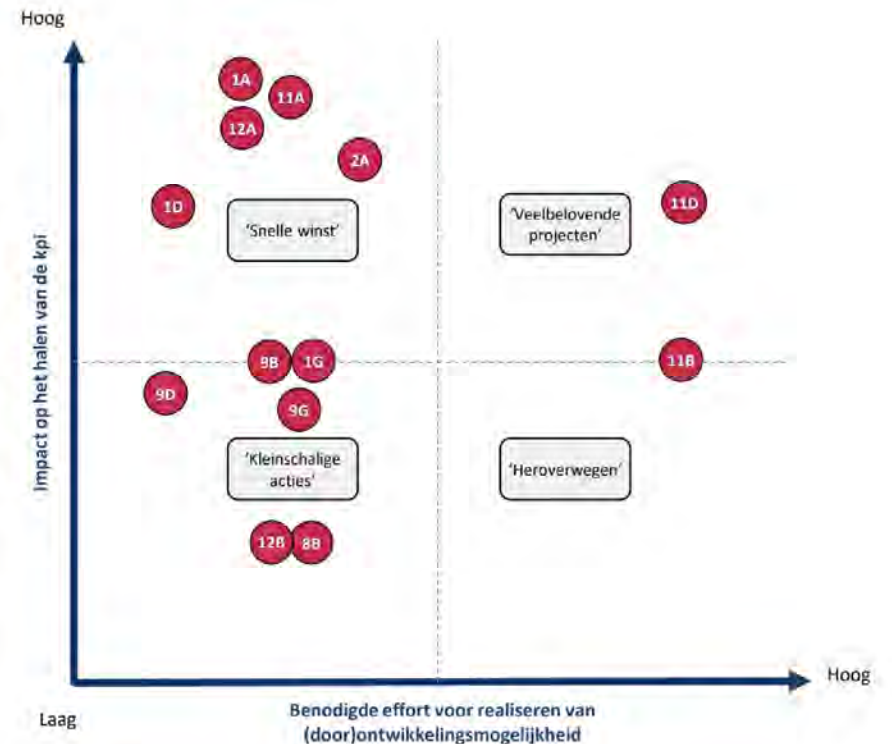 Hoog
1A
11A
12A
2A
1D
11D
'Snelle winst'
'Veelbelovende
projecten'
Impact op het halen van de kpi
9B
1G
11B
9D
9G
'Kleinschalige
acties'
'Heroverwegen'
12B
8B
Hoog
Laag
Benodigde effort voor realiseren van
(door)ontwikkelingsmogelijkheid